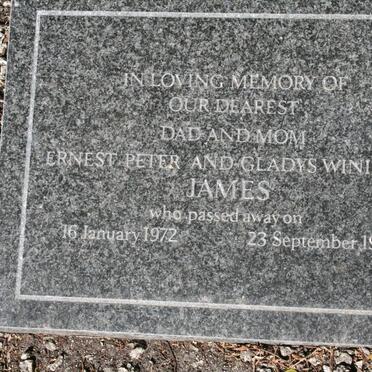 IN LOVING MEMORY OF
OUR DEAREST
DAD AND MOM
ERNEST PETER AND GLADYS
JAMES
who passed away on
16 January 1972 23 September